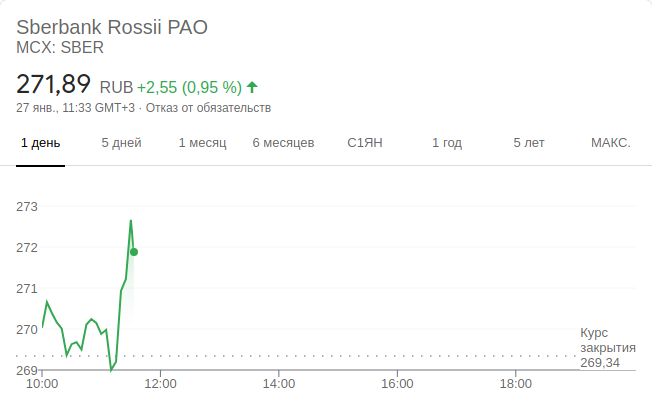 Sberbank Rossii PAO
MCX: SBER
271,89 RUB +2,55 (0,95 %)
27 янв., 11:33 GMT+3 · Отказ от обязательств
1 день 5 дней 1 месяц 6 месяцев С1ЯН 1 год 5 лет МАКС.
273
272
271
270
Курс
закрытия
269,34
269
10:00 12:00 14:00 16:00 18:00